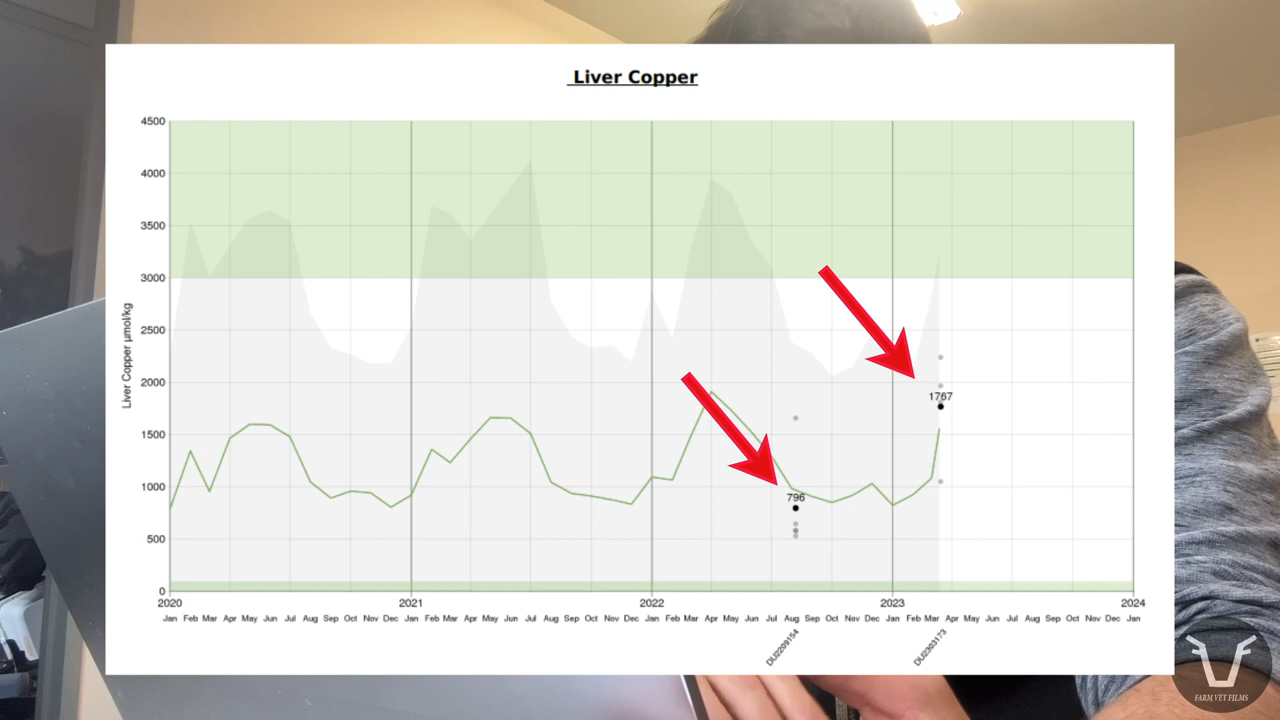 Liver Copper
4500
4000
3500
3000
2500
2000
1500
1000
500
0
Liver Copper µmol/kg
796
1767
2020 2021 2022 2023 2024
Jan Feb Mar Apr May Jun Jul Aug Sep Oct Nov Dec Jan Feb Mar Apr May Jun Jul Aug Sep Oct Nov Dec Jan Feb Mar Apr May Jun Jul Aug Sep Oct Nov Dec Jan Feb Mar Apr May Jun Jul Aug Sep Oct Nov Dec Jan
DU2209154 DU2303173
FARM VET FILMS